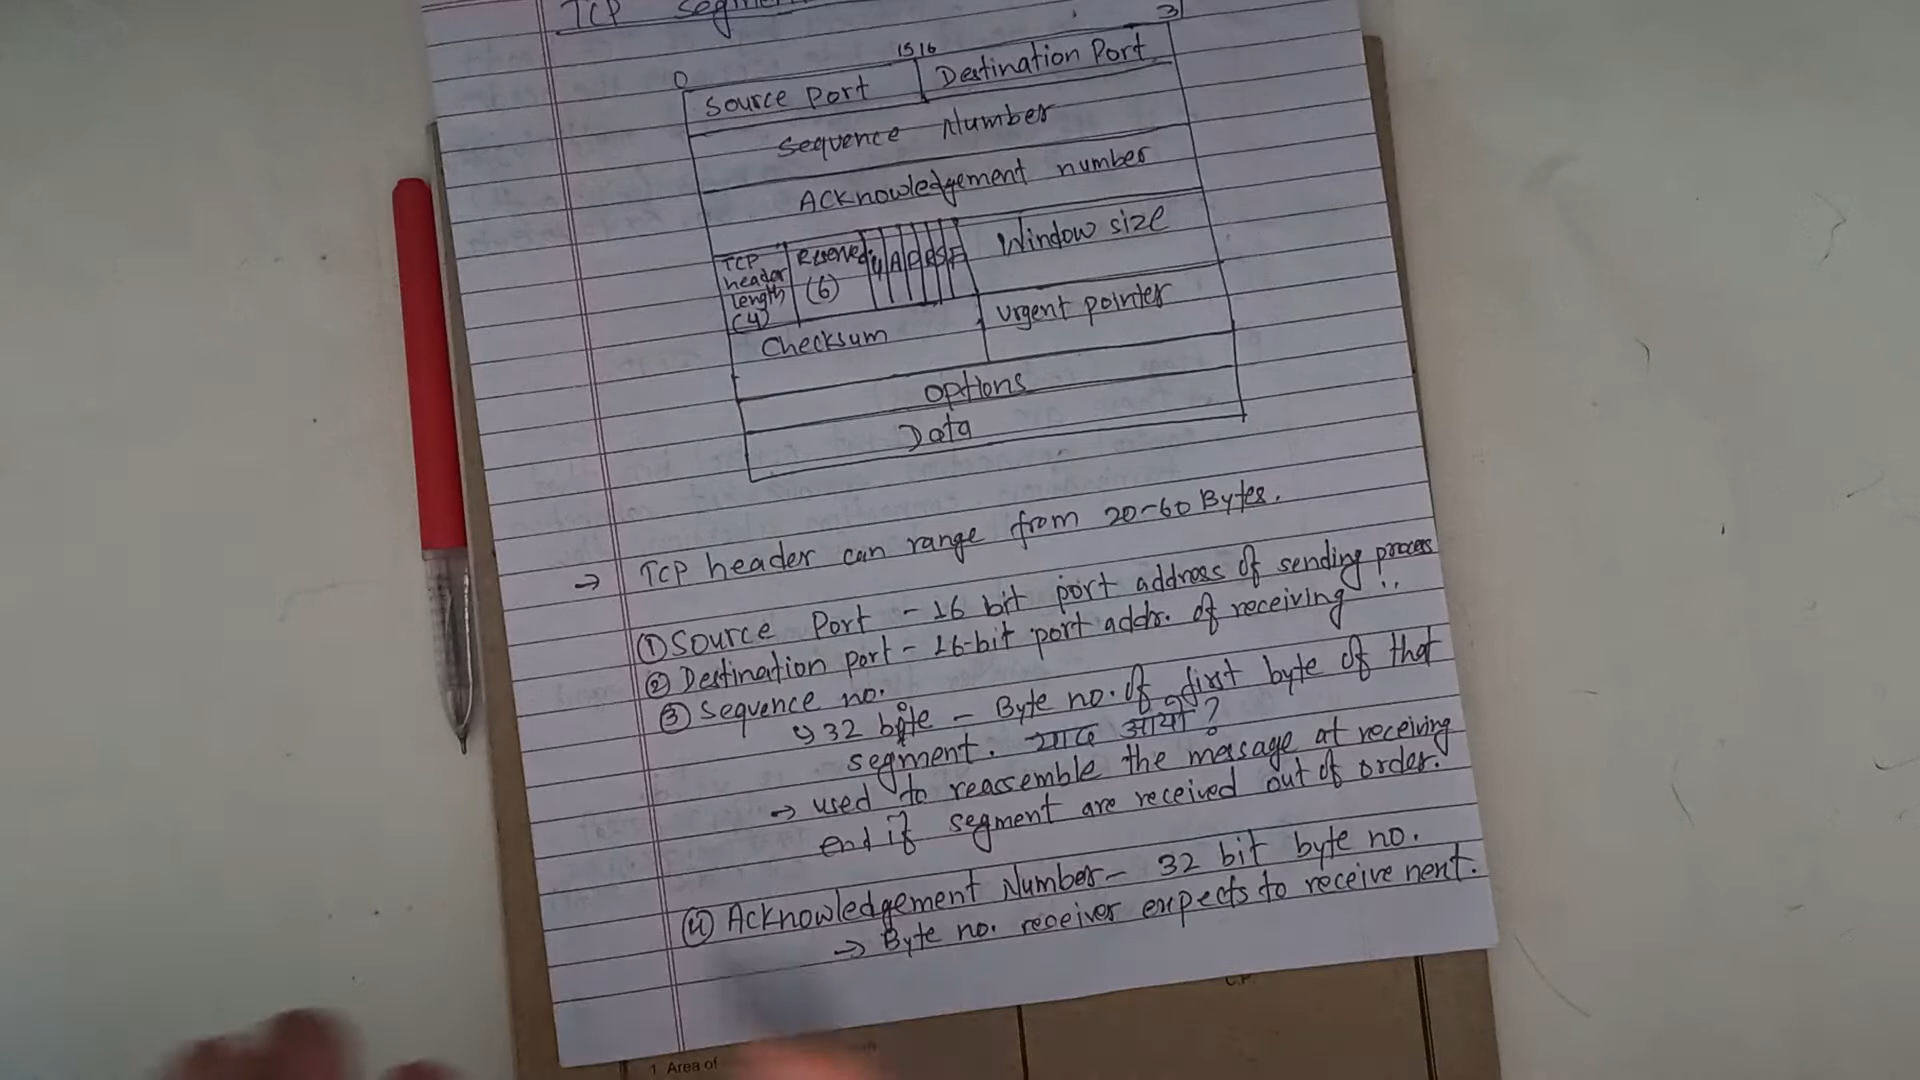 TCP Segment
0 15 16 31
Source Port Destination Port
Sequence Number
Acknowledgement number
TCP header length (4) Reserved (6) U A P R S F Window size
Checksum Urgent pointer
Options
Data
→ TCP header can range from 20-60 Bytes.
① Source Port - 16 bit port address of sending process
② Destination port - 16-bit port addr. of receiving "
③ Sequence no.
↳ 32 bit - Byte no. of first byte of that
segment. याद आया?
→ used to reassemble the message at receiving
end if segment are received out of order.
④ Acknowledgement Number - 32 bit byte no.
→ Byte no. receiver expects to receive next.
1 Area of